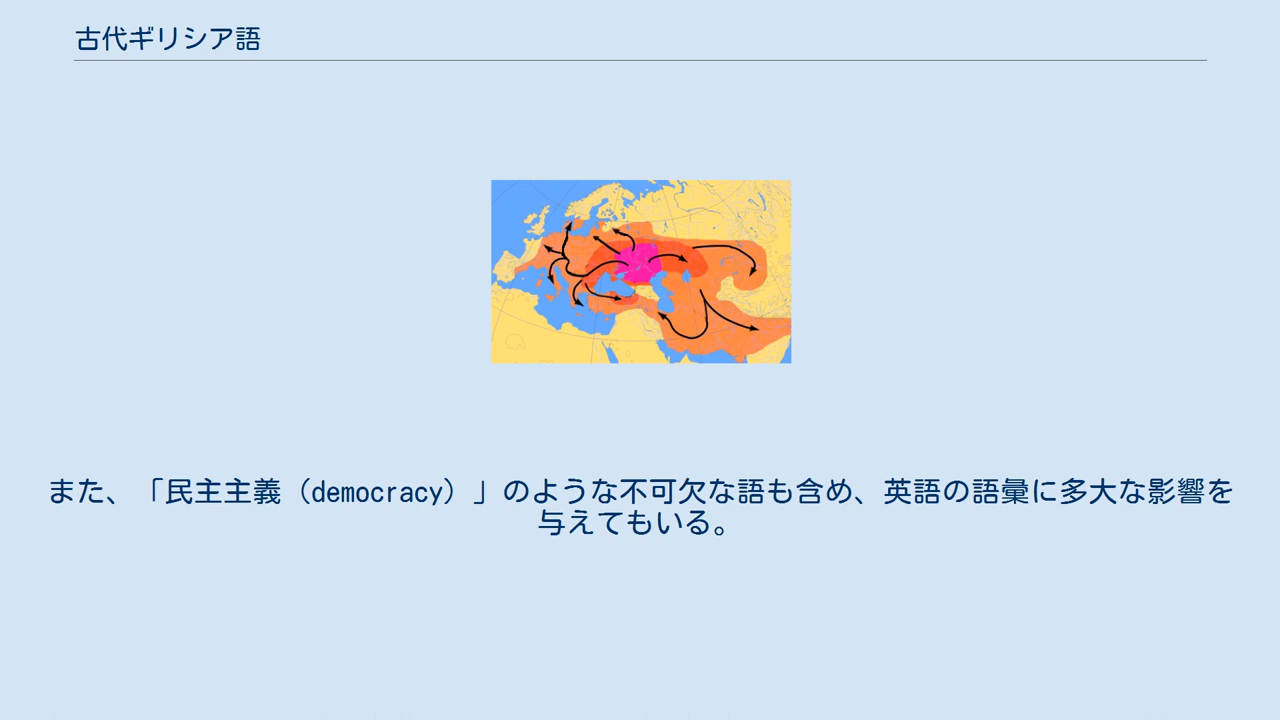 古代ギリシア語
また、「民主主義（democracy）」のような不可欠な語も含め、英語の語彙に多大な影響を
与えてもいる。